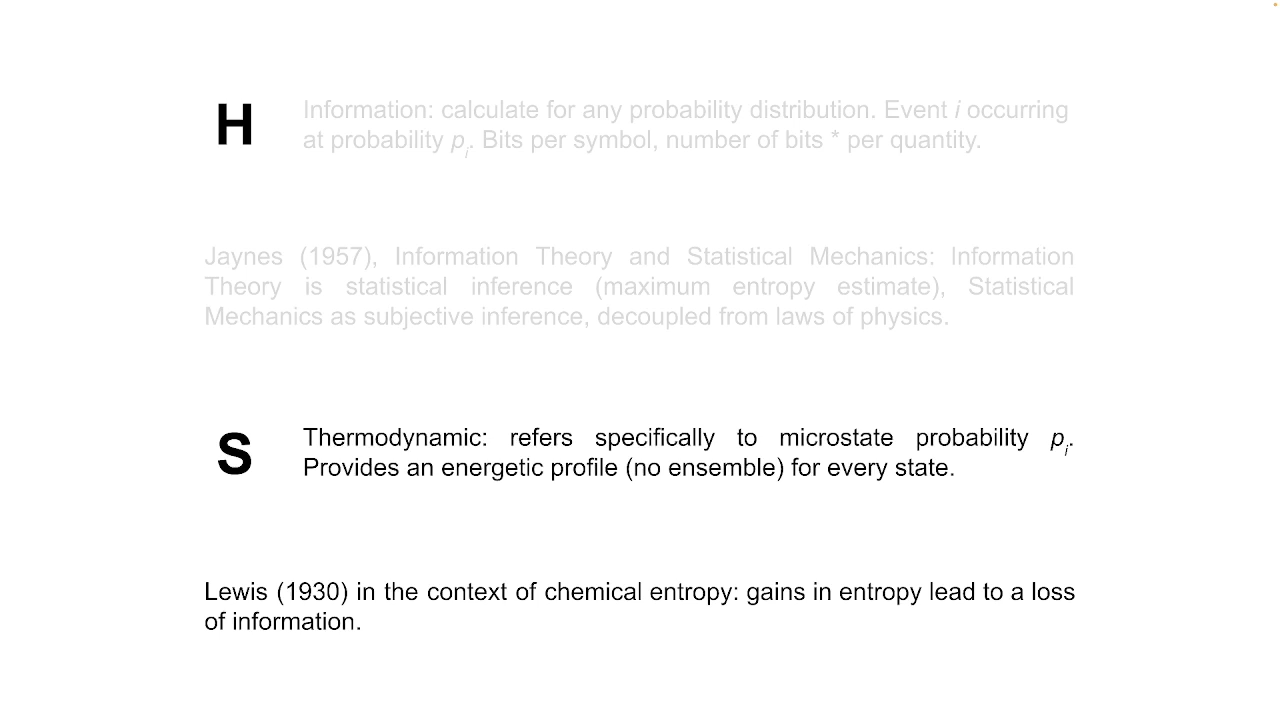 H
Information: calculate for any probability distribution. Event i occurring
at probability pi. Bits per symbol, number of bits * per quantity.
Jaynes (1957), Information Theory and Statistical Mechanics: Information
Theory is statistical inference (maximum entropy estimate), Statistical
Mechanics as subjective inference, decoupled from laws of physics.
S
Thermodynamic: refers specifically to microstate probability pi.
Provides an energetic profile (no ensemble) for every state.
Lewis (1930) in the context of chemical entropy: gains in entropy lead to a loss
of information.